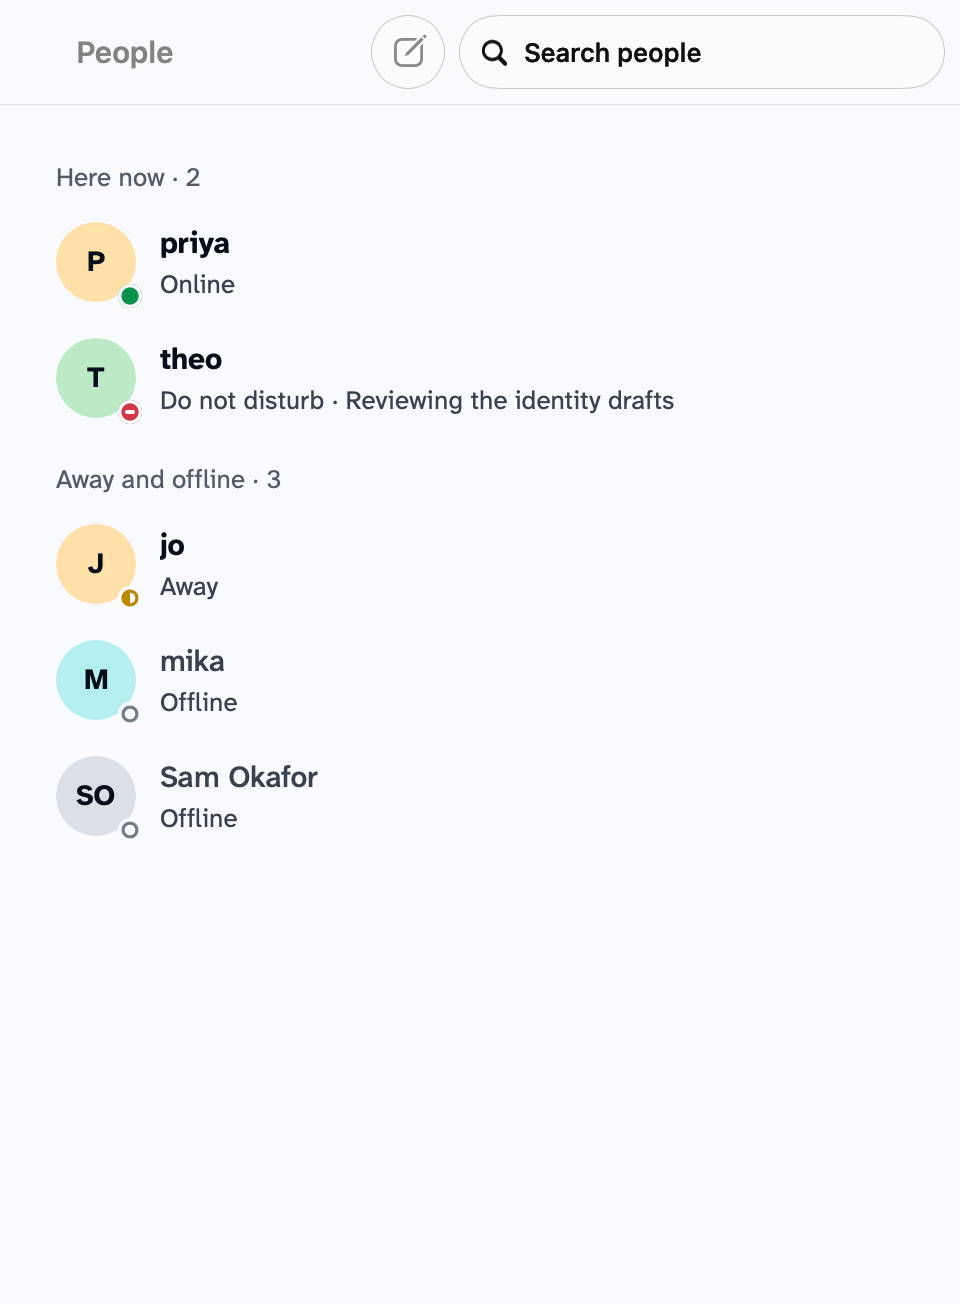 People
Search people
Here now · 2
P
priya
Online
T
theo
Do not disturb · Reviewing the identity drafts
Away and offline · 3
J
jo
Away
M
mika
Offline
SO
Sam Okafor
Offline